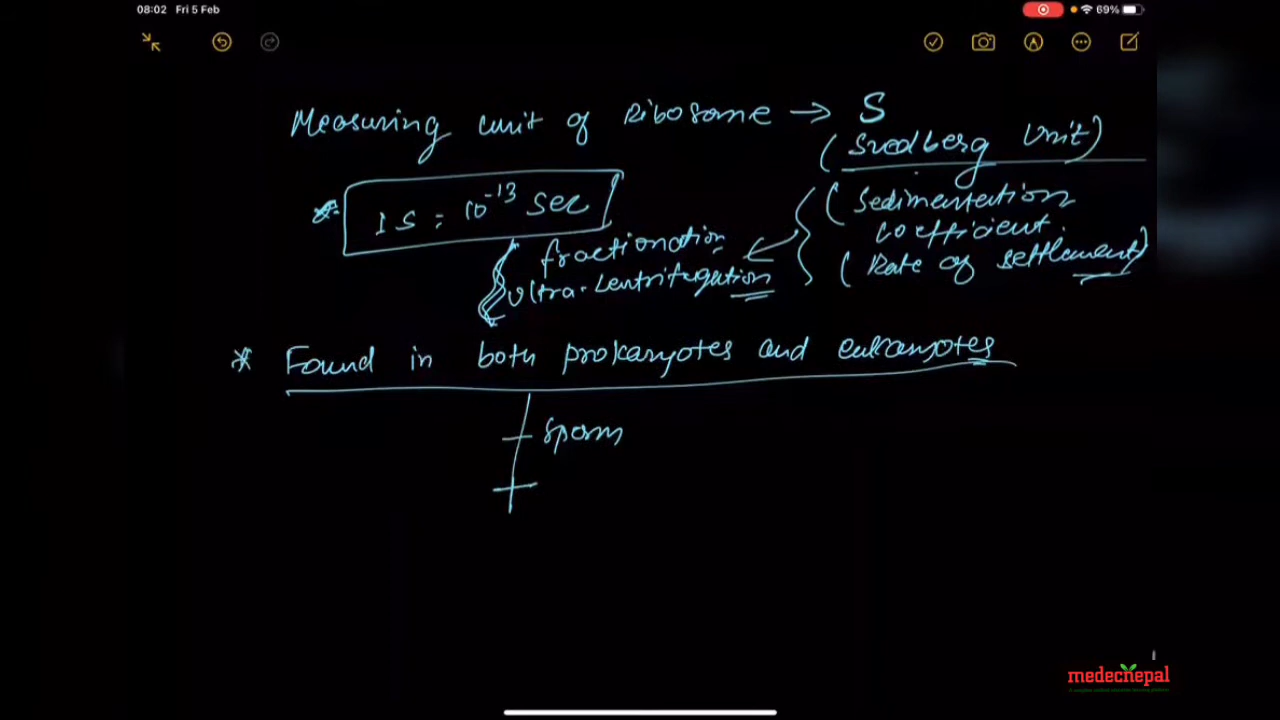 08:02 Fri 5 Feb
69%
Measuring unit of Ribosome → S
(Svedberg Unit)
* 1 S = 10⁻¹³ sec
(Sedimentation
coefficient
(Rate of settlement)
fractionation
Ultra-centrifugation
* Found in both prokaryotes and eukaryotes
sperm
medecnepal